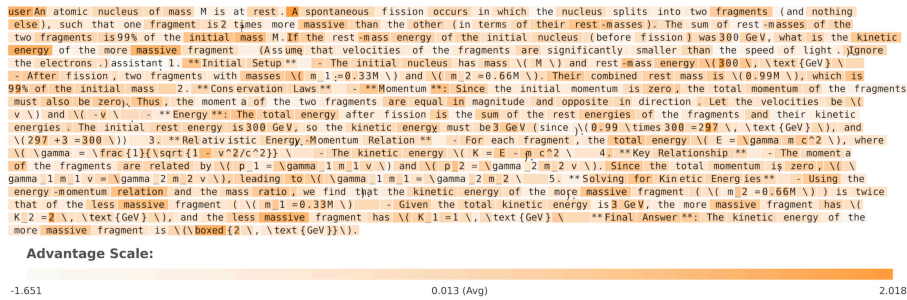 user An atomic nucleus of mass M is at rest. A spontaneous fission occurs in which the nucleus splits into two fragments (and nothing
else), such that one fragment is 2 times more massive than the other (in terms of their rest-masses). The sum of rest-masses of the
two fragments is 99% of the initial mass M. If the rest-mass energy of the initial nucleus (before fission) was 300 GeV, what is the kinetic
energy of the more massive fragment (Assume that velocities of the fragments are significantly smaller than the speed of light.) Ignore
the electrons.) assistant 1. **Initial Setup** - The initial nucleus has mass \( M \) and rest-mass energy \(300 \, \text{GeV} \
- After fission, two fragments with masses \( m_1 = 0.33M \) and \( m_2 = 0.66M \). Their combined rest mass is \( 0.99M \), which is
99% of the initial mass 2. **Conservation Laws** - **Momentum**: Since the initial momentum is zero, the total momentum of the fragments
must also be zero. Thus, the momenta of the two fragments are equal in magnitude and opposite in direction. Let the velocities be \(
v \) and \( -v \ - **Energy**: The total energy after fission is the sum of the rest energies of the fragments and their kinetic
energies. The initial rest energy is 300 GeV, so the kinetic energy must be 3 GeV (since \( 0.99 \times 300 = 297 \, \text{GeV} \), and
\( 297 + 3 = 300 \)) 3. **Relativistic Energy-Momentum Relation** - For each fragment, the total energy \( E = \gamma m c^2 \), where
\( \gamma = \frac{1}{\sqrt{1 - v^2/c^2}} \ - The kinetic energy \( K = E - m c^2 \ 4. **Key Relationship** - The momenta
of the fragments are related by \( p_1 = \gamma_1 m_1 v \) and \( p_2 = \gamma_2 m_2 v \). Since the total momentum is zero, \( \
gamma_1 m_1 v = \gamma_2 m_2 v \), leading to \( \gamma_1 m_1 = \gamma_2 m_2 \ 5. **Solving for Kinetic Energies** - Using the
energy-momentum relation and the mass ratio, we find that the kinetic energy of the more massive fragment ( \( m_2 = 0.66M \) ) is twice
that of the less massive fragment ( \( m_1 = 0.33M \) - Given the total kinetic energy is 3 GeV, the more massive fragment has \(
K_2 = 2 \, \text{GeV} \), and the less massive fragment has \( K_1 = 1 \, \text{GeV} \ **Final Answer**: The kinetic energy of the
more massive fragment is \(\boxed{2 \, \text{GeV}}\).
Advantage Scale:
-1.651 0.013 (Avg) 2.018